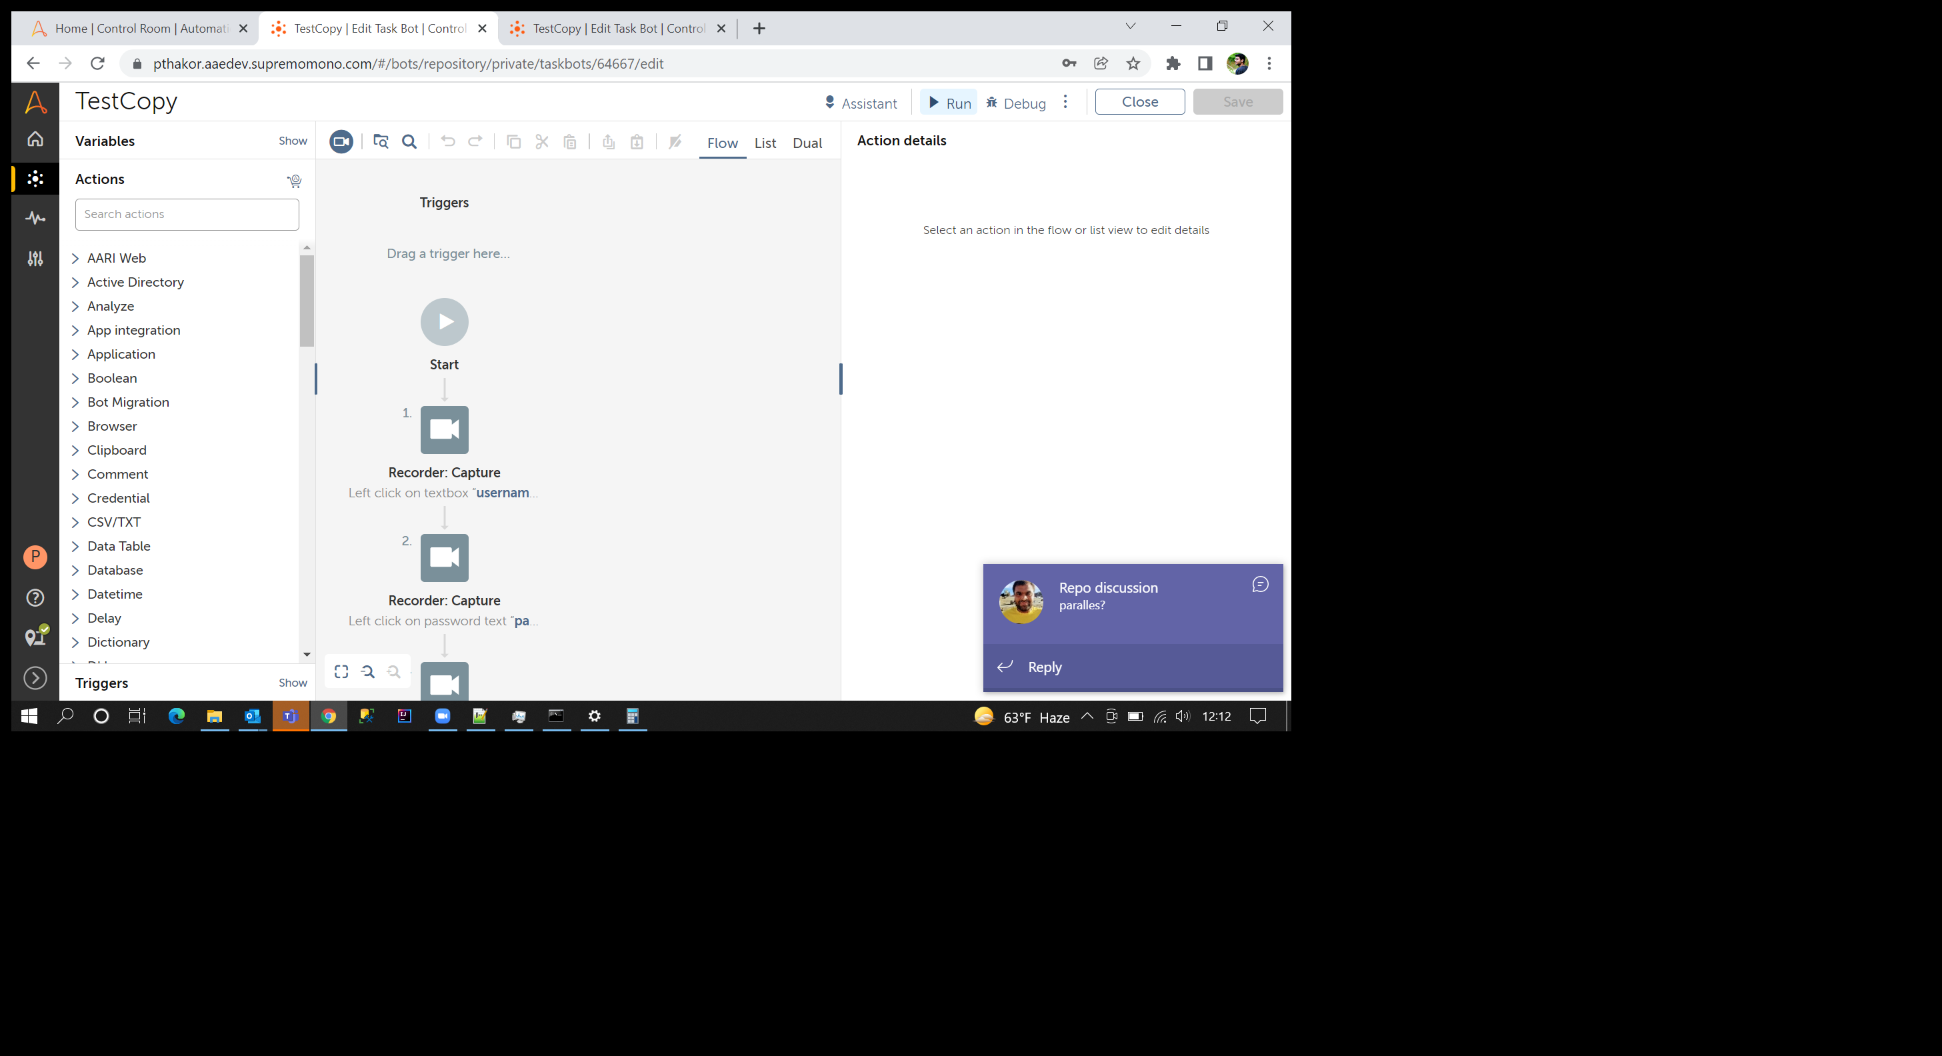 Home | Control Room | Automati
TestCopy | Edit Task Bot | Control
TestCopy | Edit Task Bot | Control
pthakor.aaedev.supremomono.com/#/bots/repository/private/taskbots/64667/edit
TestCopy
Assistant
Run
Debug
Close
Save
Variables
Show
Flow
List
Dual
Action details
Actions
Search actions
AARI Web
Active Directory
Analyze
App integration
Application
Boolean
Bot Migration
Browser
Clipboard
Comment
Credential
CSV/TXT
Data Table
Database
Datetime
Delay
Dictionary
Triggers
Show
Triggers
Drag a trigger here...
Start
1.
Recorder: Capture
Left click on textbox "usernam...
2.
Recorder: Capture
Left click on password text "pa...
Select an action in the flow or list view to edit details
P
Repo discussion
paralles?
Reply
63°F Haze
12:12